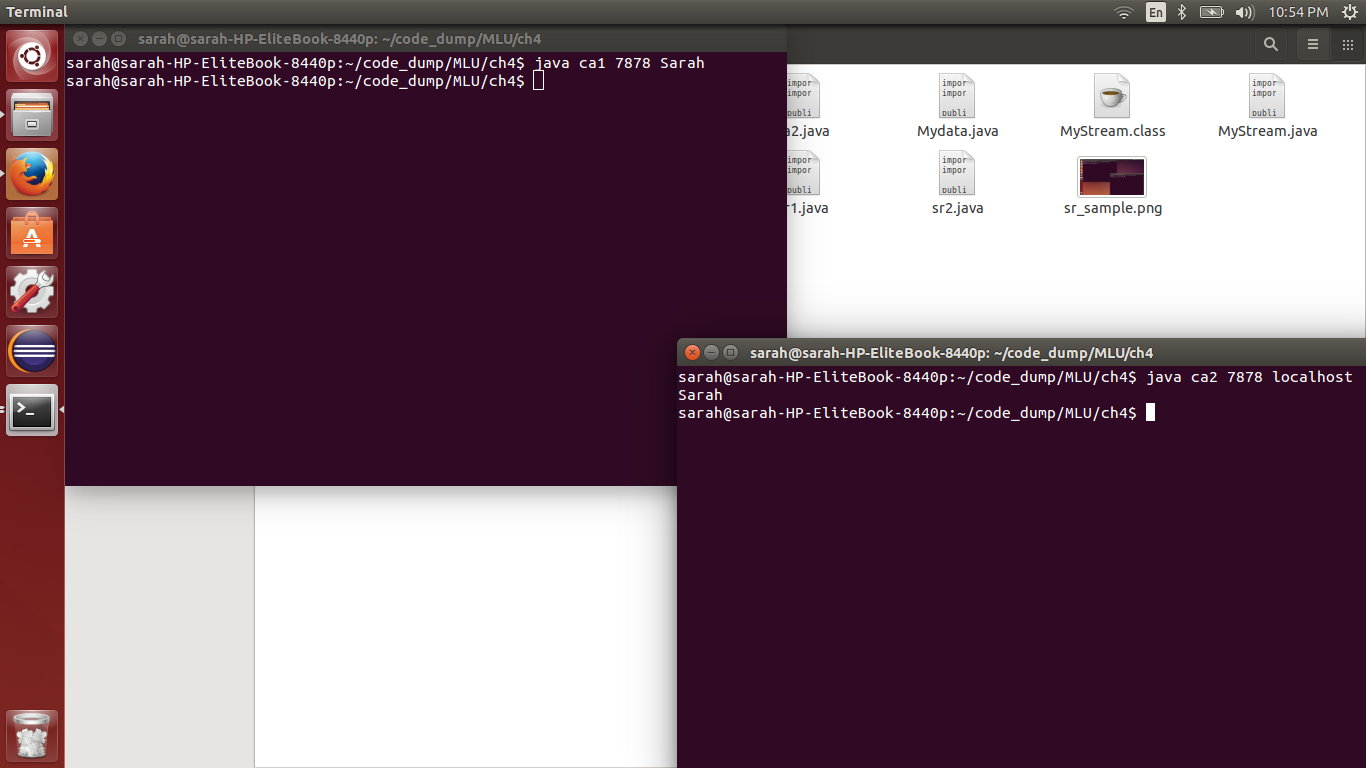 Terminal
En
10:54 PM
sarah@sarah-HP-EliteBook-8440p: ~/code_dump/MLU/ch4
sarah@sarah-HP-EliteBook-8440p:~/code_dump/MLU/ch4$ java ca1 7878 Sarah
sarah@sarah-HP-EliteBook-8440p:~/code_dump/MLU/ch4$
impor
impor
publi
impor
impor
publi
impor
impor
publi
a2.java
Mydata.java
MyStream.class
MyStream.java
impor
impor
publi
impor
impor
publi
r1.java
sr2.java
sr_sample.png
sarah@sarah-HP-EliteBook-8440p: ~/code_dump/MLU/ch4
sarah@sarah-HP-EliteBook-8440p:~/code_dump/MLU/ch4$ java ca2 7878 localhost
Sarah
sarah@sarah-HP-EliteBook-8440p:~/code_dump/MLU/ch4$